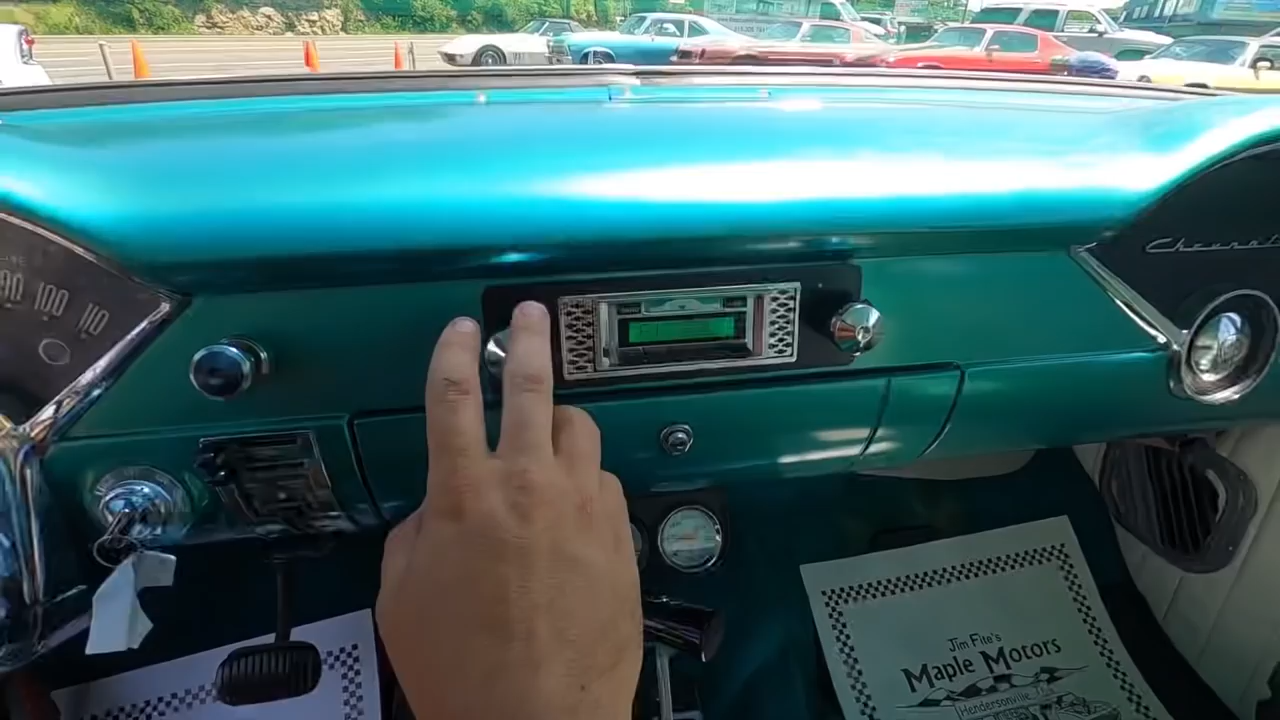 90 100 110
Chevrolet
Jim Fite's
Maple Motors
Hendersonville,